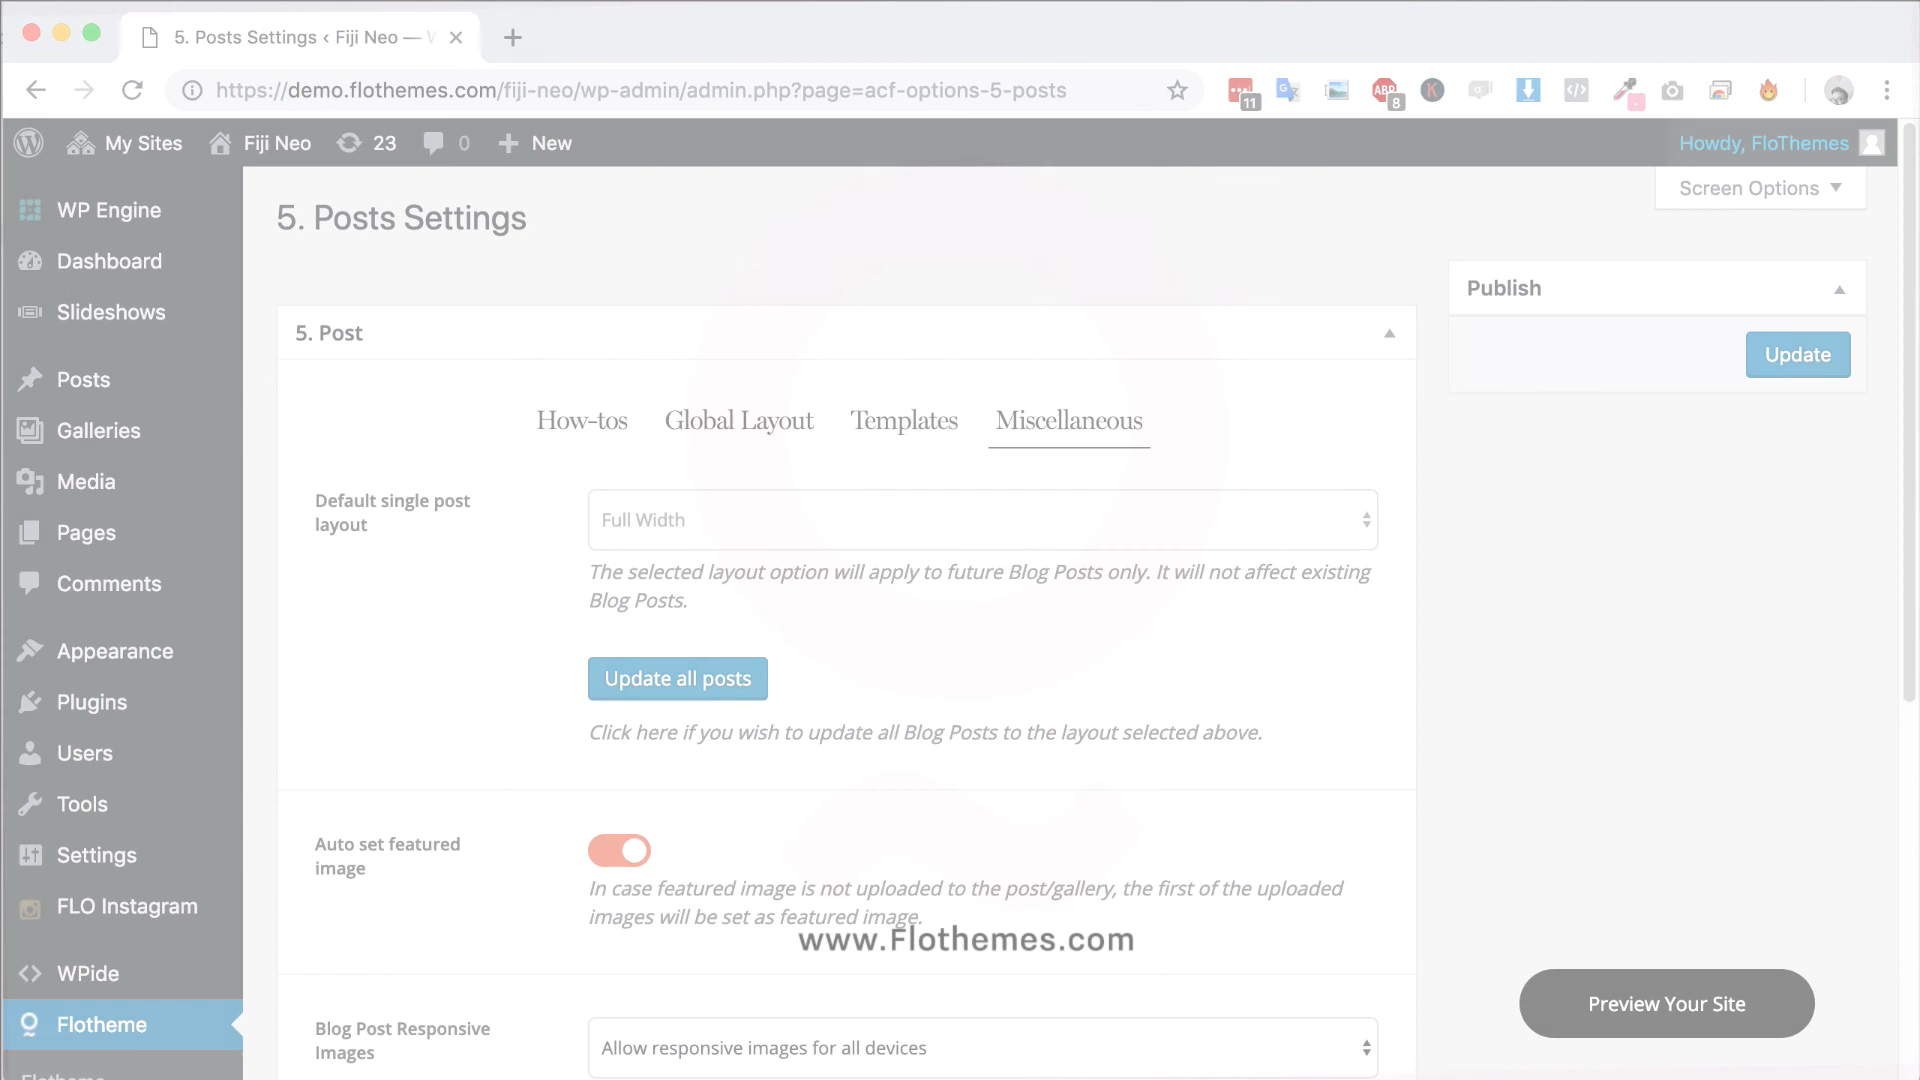 5. Posts Settings ‹ Fiji Neo —
https://demo.flothemes.com/fiji-neo/wp-admin/admin.php?page=acf-options-5-posts
11
ABP
8
K
My Sites
Fiji Neo
23
0
New
Howdy, FloThemes
Screen Options
WP Engine
Dashboard
Slideshows
Posts
Galleries
Media
Pages
Comments
Appearance
Plugins
Users
Tools
Settings
FLO Instagram
WPide
Flotheme
5. Posts Settings
5. Post
How-tos
Global Layout
Templates
Miscellaneous
Default single post
layout
Full Width
The selected layout option will apply to future Blog Posts only. It will not affect existing
Blog Posts.
Update all posts
Click here if you wish to update all Blog Posts to the layout selected above.
Auto set featured
image
In case featured image is not uploaded to the post/gallery, the first of the uploaded
images will be set as featured image.
www.Flothemes.com
Blog Post Responsive
Images
Allow responsive images for all devices
Publish
Update
Preview Your Site